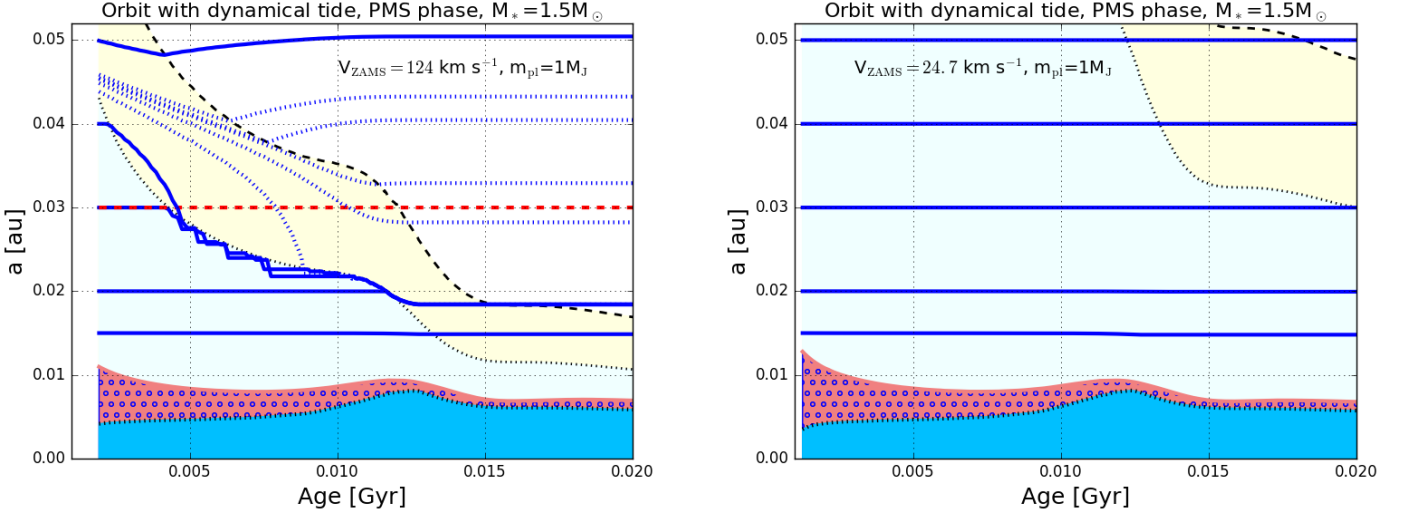 Orbit with dynamical tide, PMS phase, M∗=1.5M⊙
V_ZAMS = 124 km s⁻¹, m_pl=1M_J
a [au]
0.05
0.04
0.03
0.02
0.01
0.00
0.005
0.010
0.015
0.020
Age [Gyr]
Orbit with dynamical tide, PMS phase, M∗=1.5M⊙
V_ZAMS = 24.7 km s⁻¹, m_pl=1M_J
a [au]
0.05
0.04
0.03
0.02
0.01
0.00
0.005
0.010
0.015
0.020
Age [Gyr]